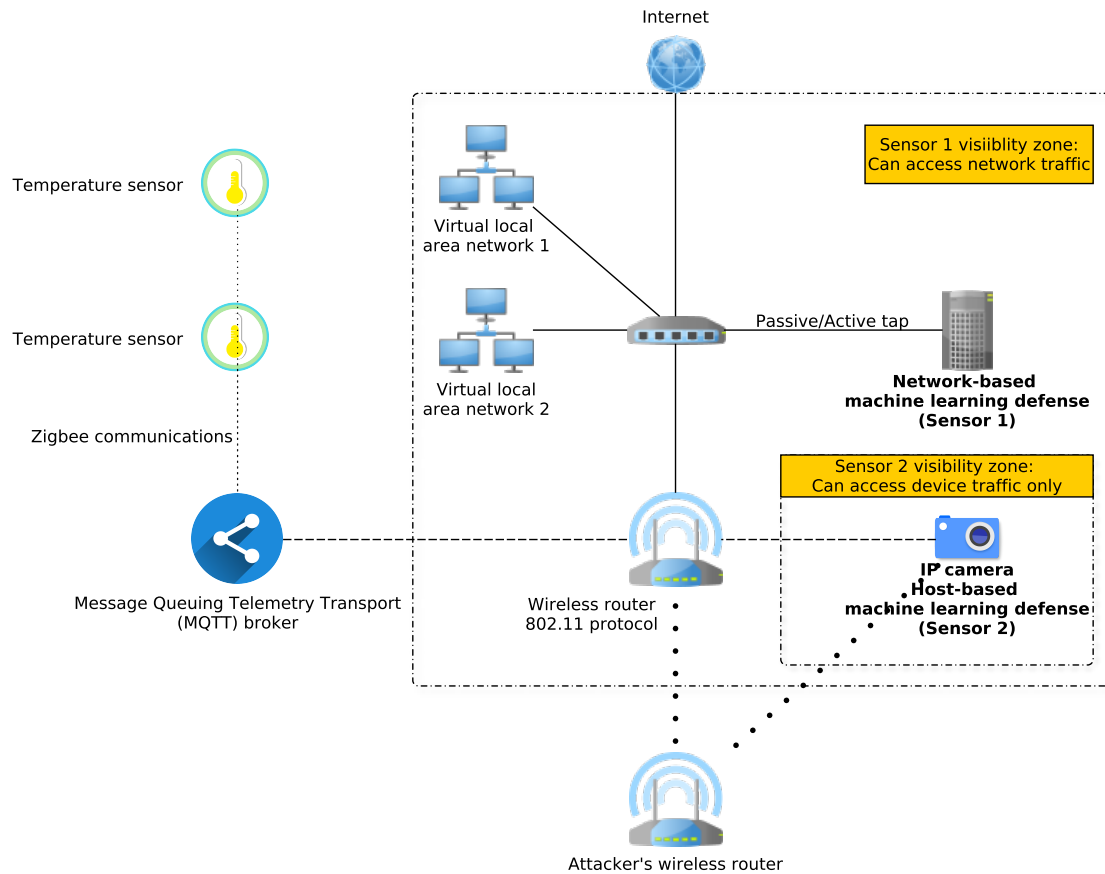 Internet
Sensor 1 visiiblity zone:
Can access network traffic
Temperature sensor
Virtual local
area network 1
Temperature sensor
Passive/Active tap
Virtual local
area network 2
Network-based
machine learning defense
(Sensor 1)
Zigbee communications
Sensor 2 visibility zone:
Can access device traffic only
IP camera
Host-based
machine learning defense
(Sensor 2)
Message Queuing Telemetry Transport
(MQTT) broker
Wireless router
802.11 protocol
Attacker's wireless router